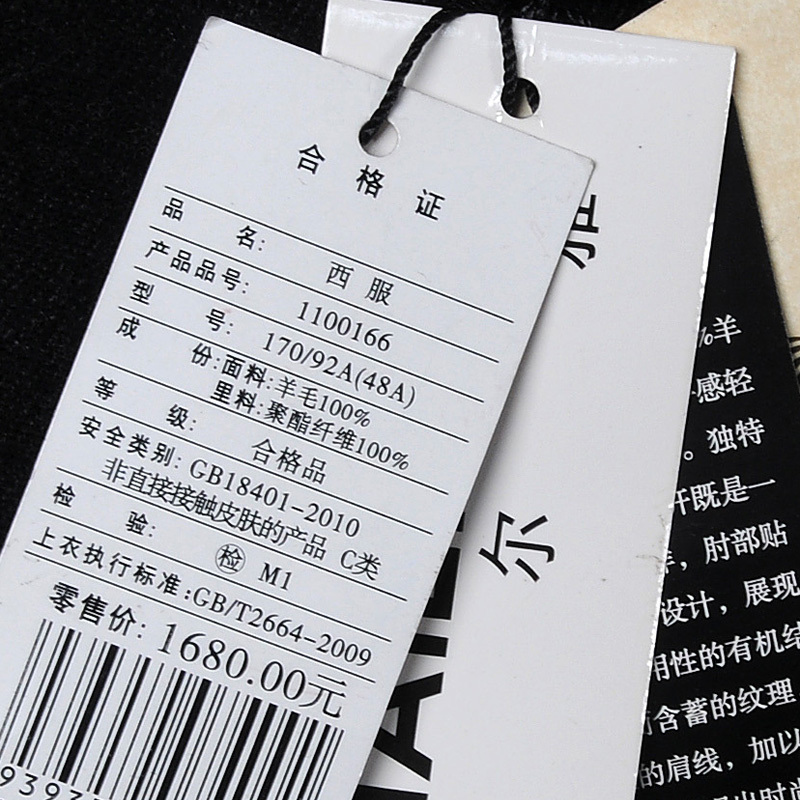 合格证
品 名: 西服
产品品号: 1100166
型 号: 170/92A(48A)
成 份:面料:羊毛100%
里料:聚酯纤维100%
等 级: 合格品
安全类别: GB18401-2010
非直接接触皮肤的产品 C类
检 验: 检 M1
上衣执行标准:GB/T2664-2009
零售价: 1680.00元
9393
雅
尔
%羊
感轻
。独特
开既是一
,肘部贴
设计，展现
用性的有机结
含蓄的纹理
的肩线，加以